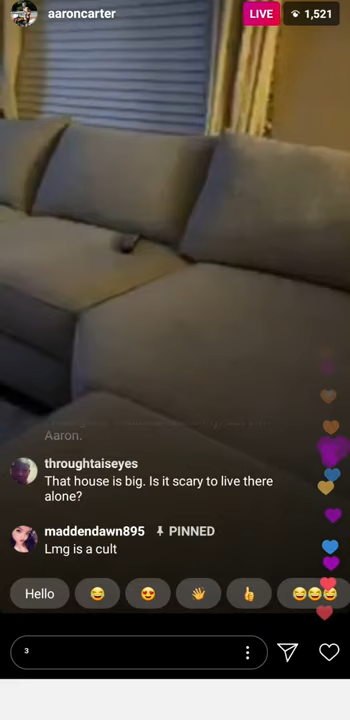 aaroncarter
LIVE 1,521
Aaron.
throughtaiseyes
That house is big. Is it scary to live there
alone?
maddendawn895 PINNED
Lmg is a cult
Hello
3